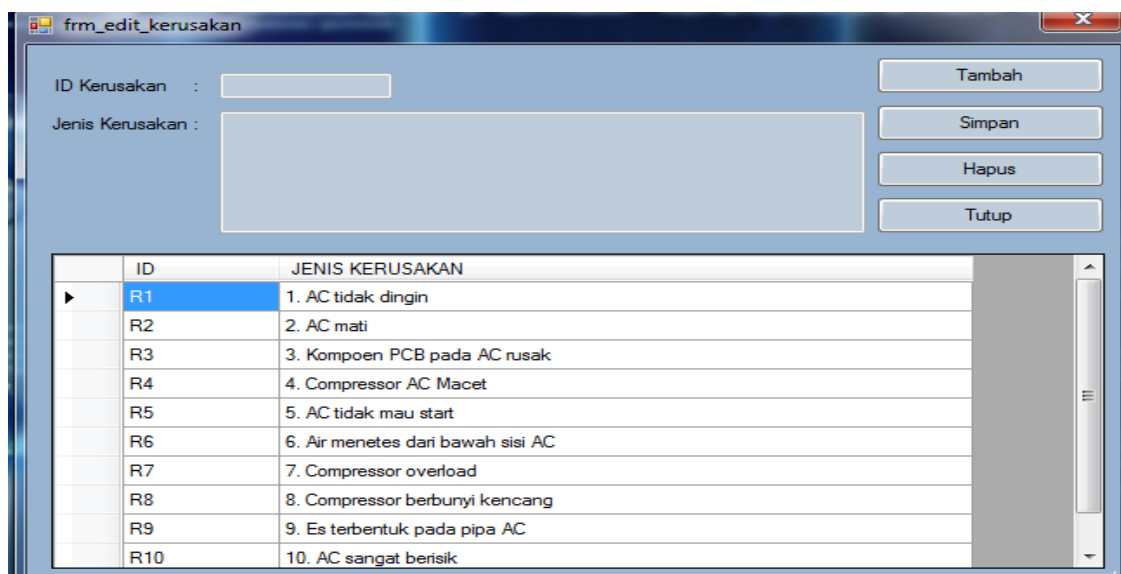 frm_edit_kerusakan
ID Kerusakan :
Tambah
Jenis Kerusakan :
Simpan
Hapus
Tutup
ID JENIS KERUSAKAN
R1 1. AC tidak dingin
R2 2. AC mati
R3 3. Kompoen PCB pada AC rusak
R4 4. Compressor AC Macet
R5 5. AC tidak mau start
R6 6. Air menetes dari bawah sisi AC
R7 7. Compressor overload
R8 8. Compressor berbunyi kencang
R9 9. Es terbentuk pada pipa AC
R10 10. AC sangat berisik